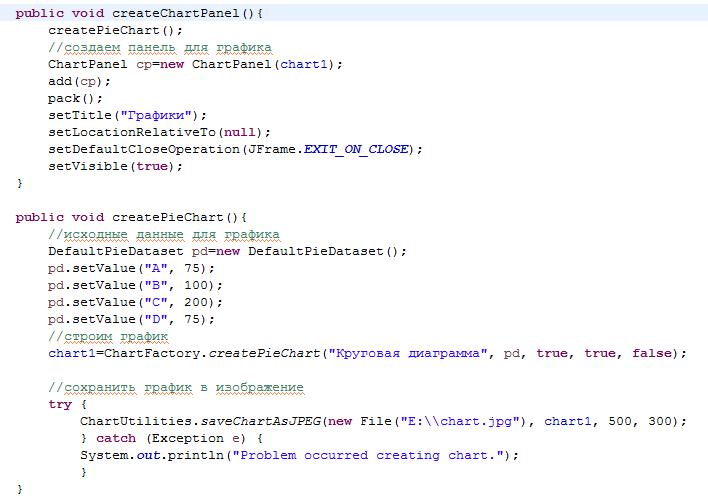 public void createChartPanel(){
createPieChart();
//создаем панель для графика
ChartPanel cp=new ChartPanel(chart1);
add(cp);
pack();
setTitle("Графики");
setLocationRelativeTo(null);
setDefaultCloseOperation(JFrame.EXIT_ON_CLOSE);
setVisible(true);
}
public void createPieChart(){
//исходные данные для графика
DefaultPieDataset pd=new DefaultPieDataset();
pd.setValue("A", 75);
pd.setValue("B", 100);
pd.setValue("C", 200);
pd.setValue("D", 75);
//строим график
chart1=ChartFactory.createPieChart("Круговая диаграмма", pd, true, true, false);
//сохранить график в изображение
try {
ChartUtilities.saveChartAsJPEG(new File("E:\\chart.jpg"), chart1, 500, 300);
} catch (Exception e) {
System.out.println("Problem occurred creating chart.");
}
}